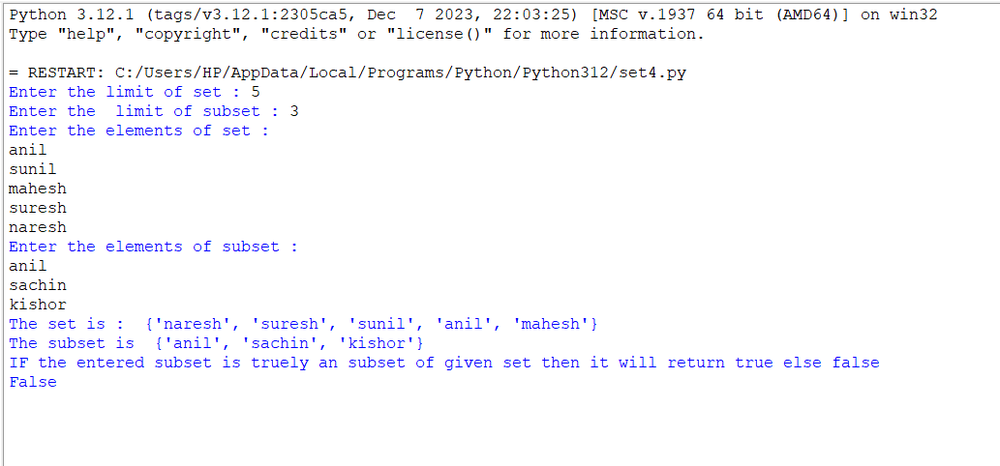 Python 3.12.1 (tags/v3.12.1:2305ca5, Dec  7 2023, 22:03:25) [MSC v.1937 64 bit (AMD64)] on win32
Type "help", "copyright", "credits" or "license()" for more information.
= RESTART: C:/Users/HP/AppData/Local/Programs/Python/Python312/set4.py
Enter the limit of set : 5
Enter the  limit of subset : 3
Enter the elements of set :
anil
sunil
mahesh
suresh
naresh
Enter the elements of subset :
anil
sachin
kishor
The set is :  {'naresh', 'suresh', 'sunil', 'anil', 'mahesh'}
The subset is  {'anil', 'sachin', 'kishor'}
IF the entered subset is truely an subset of given set then it will return true else false
False